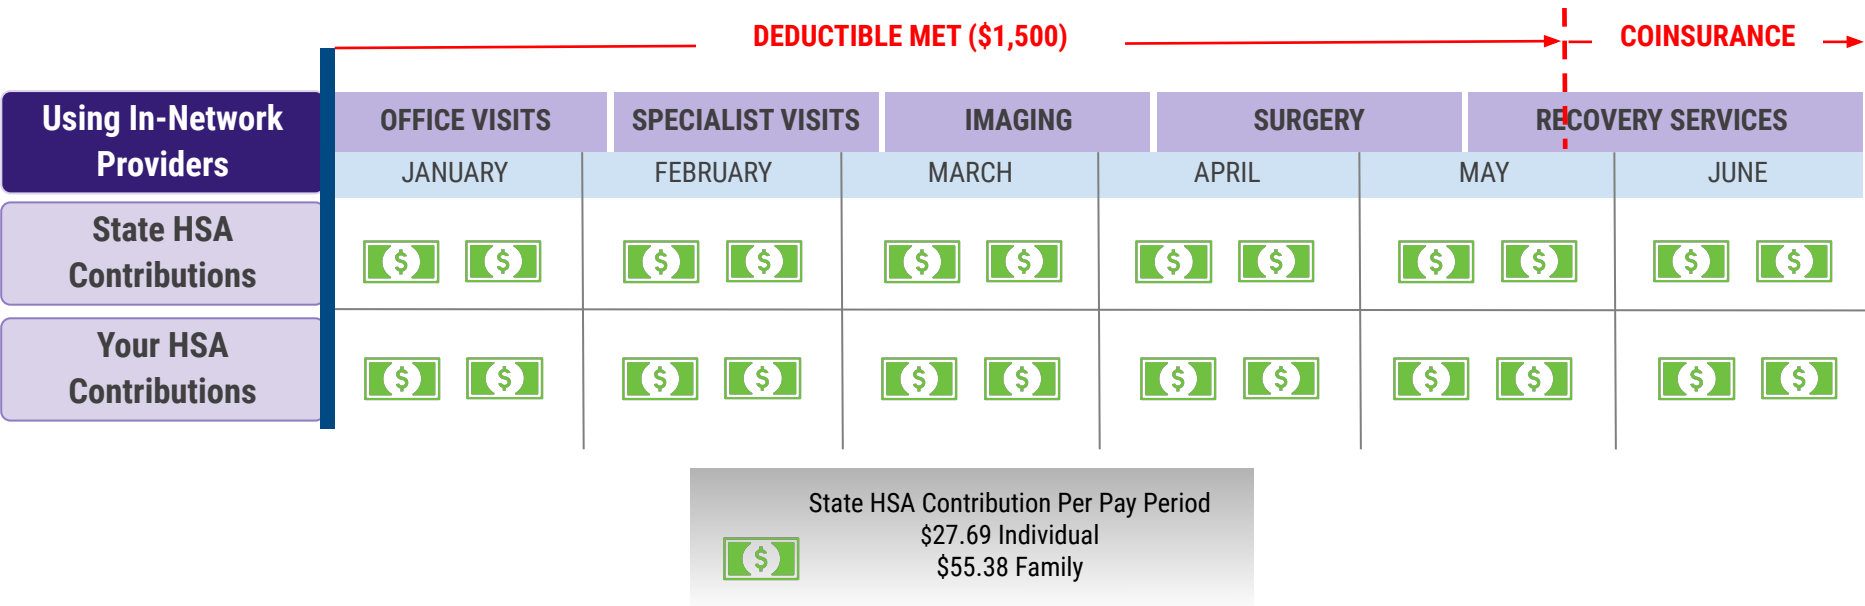 DEDUCTIBLE MET ($1,500)
COINSURANCE
Using In-Network
Providers
OFFICE VISITS
SPECIALIST VISITS
IMAGING
SURGERY
RECOVERY SERVICES
JANUARY
FEBRUARY
MARCH
APRIL
MAY
JUNE
State HSA
Contributions
$ $ $ $ $ $ $ $ $ $ $ $
Your HSA
Contributions
$ $ $ $ $ $ $ $ $ $ $ $
State HSA Contribution Per Pay Period
$27.69 Individual
$
$55.38 Family